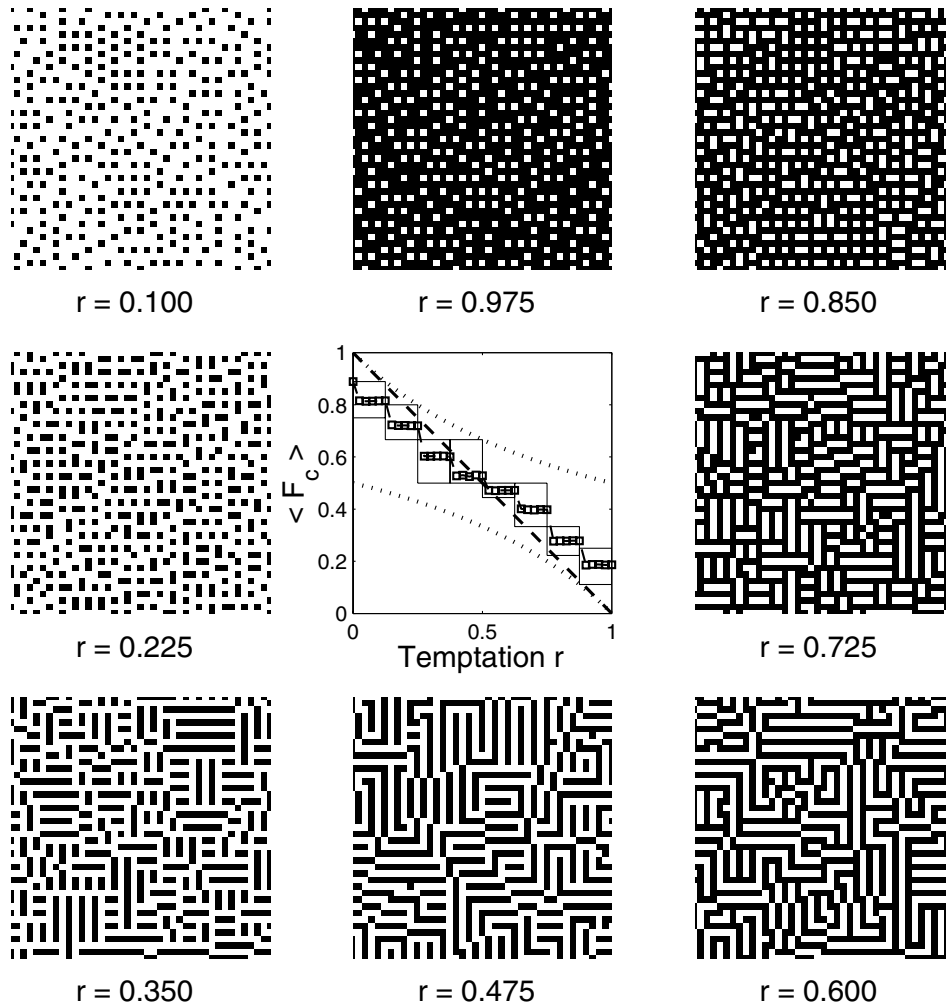 r = 0.100
r = 0.975
r = 0.850
r = 0.225
< F_c >
1
0.8
0.6
0.4
0.2
0
0
0.5
1
Temptation r
r = 0.725
r = 0.350
r = 0.475
r = 0.600